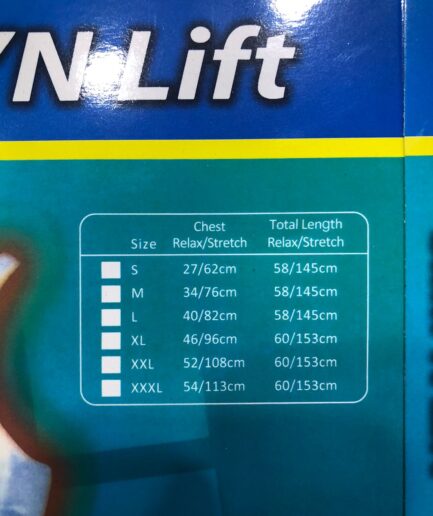 YN Lift
Chest Total Length
Size Relax/Stretch Relax/Stretch
S 27/62cm 58/145cm
M 34/76cm 58/145cm
L 40/82cm 58/145cm
XL 46/96cm 60/153cm
XXL 52/108cm 60/153cm
XXXL 54/113cm 60/153cm